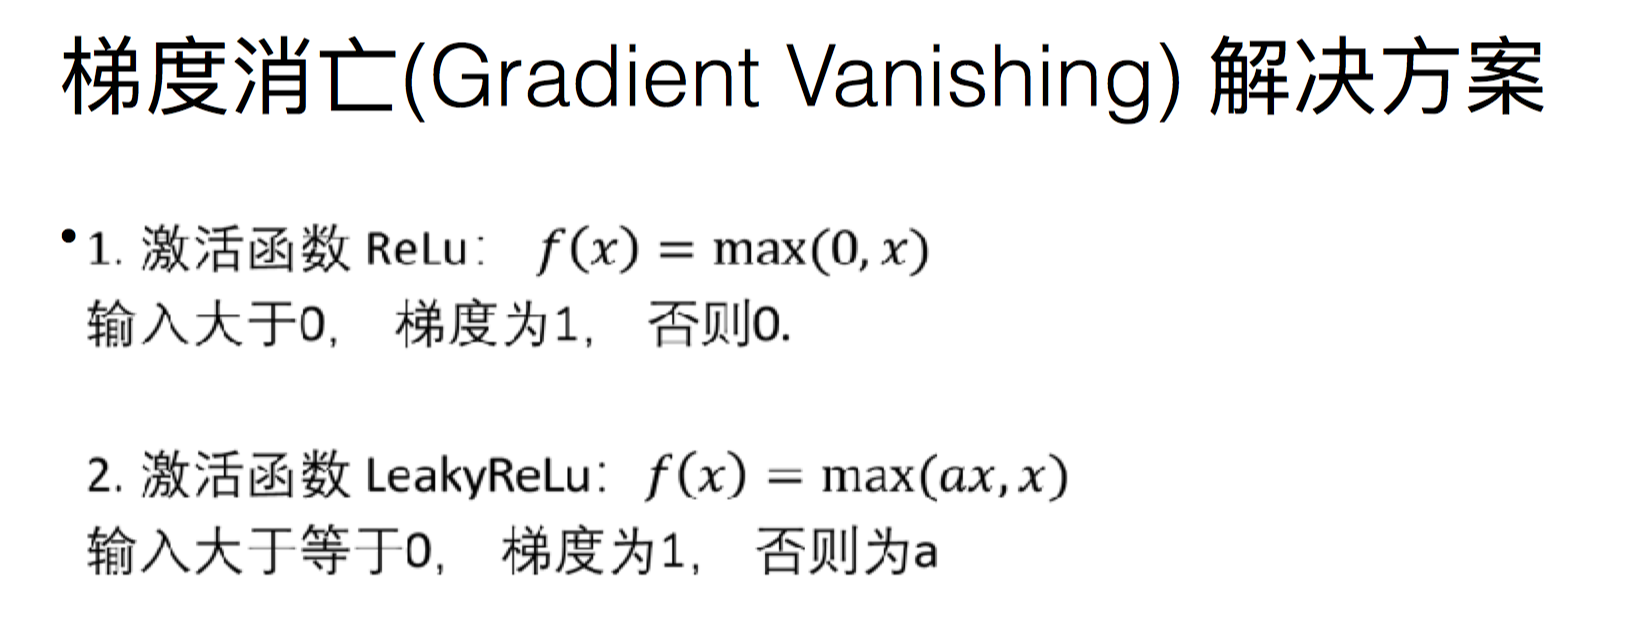 梯度消亡(Gradient Vanishing) 解决方案
• 1. 激活函数 ReLu： f(x) = max(0, x)
输入大于0， 梯度为1， 否则0.
2. 激活函数 LeakyReLu：f(x) = max(ax, x)
输入大于等于0， 梯度为1， 否则为a